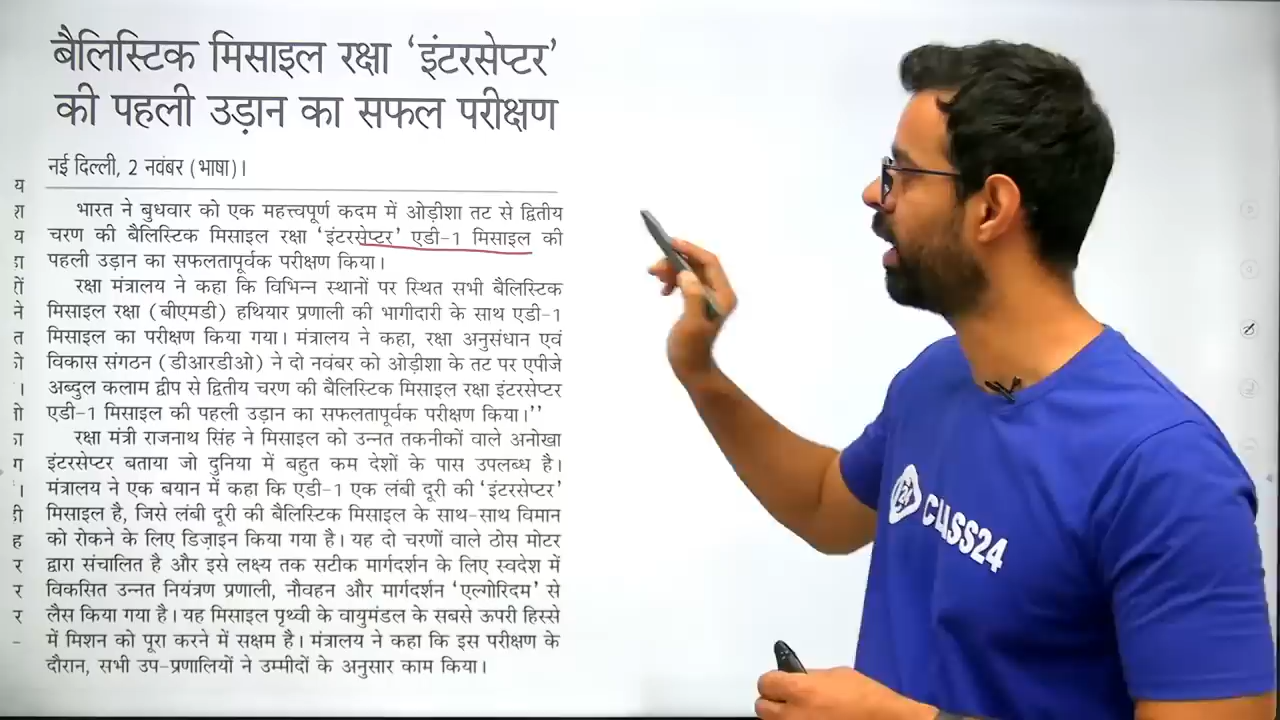 बैलिस्टिक मिसाइल रक्षा ‘इंटरसेप्टर’
की पहली उड़ान का सफल परीक्षण
नई दिल्ली, 2 नवंबर (भाषा)।
भारत ने बुधवार को एक महत्त्वपूर्ण कदम में ओड़ीशा तट से द्वितीय
चरण की बैलिस्टिक मिसाइल रक्षा ‘इंटरसेप्टर’ एडी-1 मिसाइल की
पहली उड़ान का सफलतापूर्वक परीक्षण किया।
रक्षा मंत्रालय ने कहा कि विभिन्न स्थानों पर स्थित सभी बैलिस्टिक
मिसाइल रक्षा (बीएमडी) हथियार प्रणाली की भागीदारी के साथ एडी-1
मिसाइल का परीक्षण किया गया। मंत्रालय ने कहा, रक्षा अनुसंधान एवं
विकास संगठन (डीआरडीओ) ने दो नवंबर को ओड़ीशा के तट पर एपीजे
अब्दुल कलाम द्वीप से द्वितीय चरण की बैलिस्टिक मिसाइल रक्षा इंटरसेप्टर
एडी-1 मिसाइल की पहली उड़ान का सफलतापूर्वक परीक्षण किया।’’
रक्षा मंत्री राजनाथ सिंह ने मिसाइल को उन्नत तकनीकों वाले अनोखा
इंटरसेप्टर बताया जो दुनिया में बहुत कम देशों के पास उपलब्ध है।
मंत्रालय ने एक बयान में कहा कि एडी-1 एक लंबी दूरी की ‘इंटरसेप्टर’
मिसाइल है, जिसे लंबी दूरी की बैलिस्टिक मिसाइल के साथ-साथ विमान
को रोकने के लिए डिज़ाइन किया गया है। यह दो चरणों वाले ठोस मोटर
द्वारा संचालित है और इसे लक्ष्य तक सटीक मार्गदर्शन के लिए स्वदेश में
विकसित उन्नत नियंत्रण प्रणाली, नौवहन और मार्गदर्शन ‘एल्गोरिदम’ से
लैस किया गया है। यह मिसाइल पृथ्वी के वायुमंडल के सबसे ऊपरी हिस्से
में मिशन को पूरा करने में सक्षम है। मंत्रालय ने कहा कि इस परीक्षण के
दौरान, सभी उप-प्रणालियों ने उम्मीदों के अनुसार काम किया।
24 CLASS24